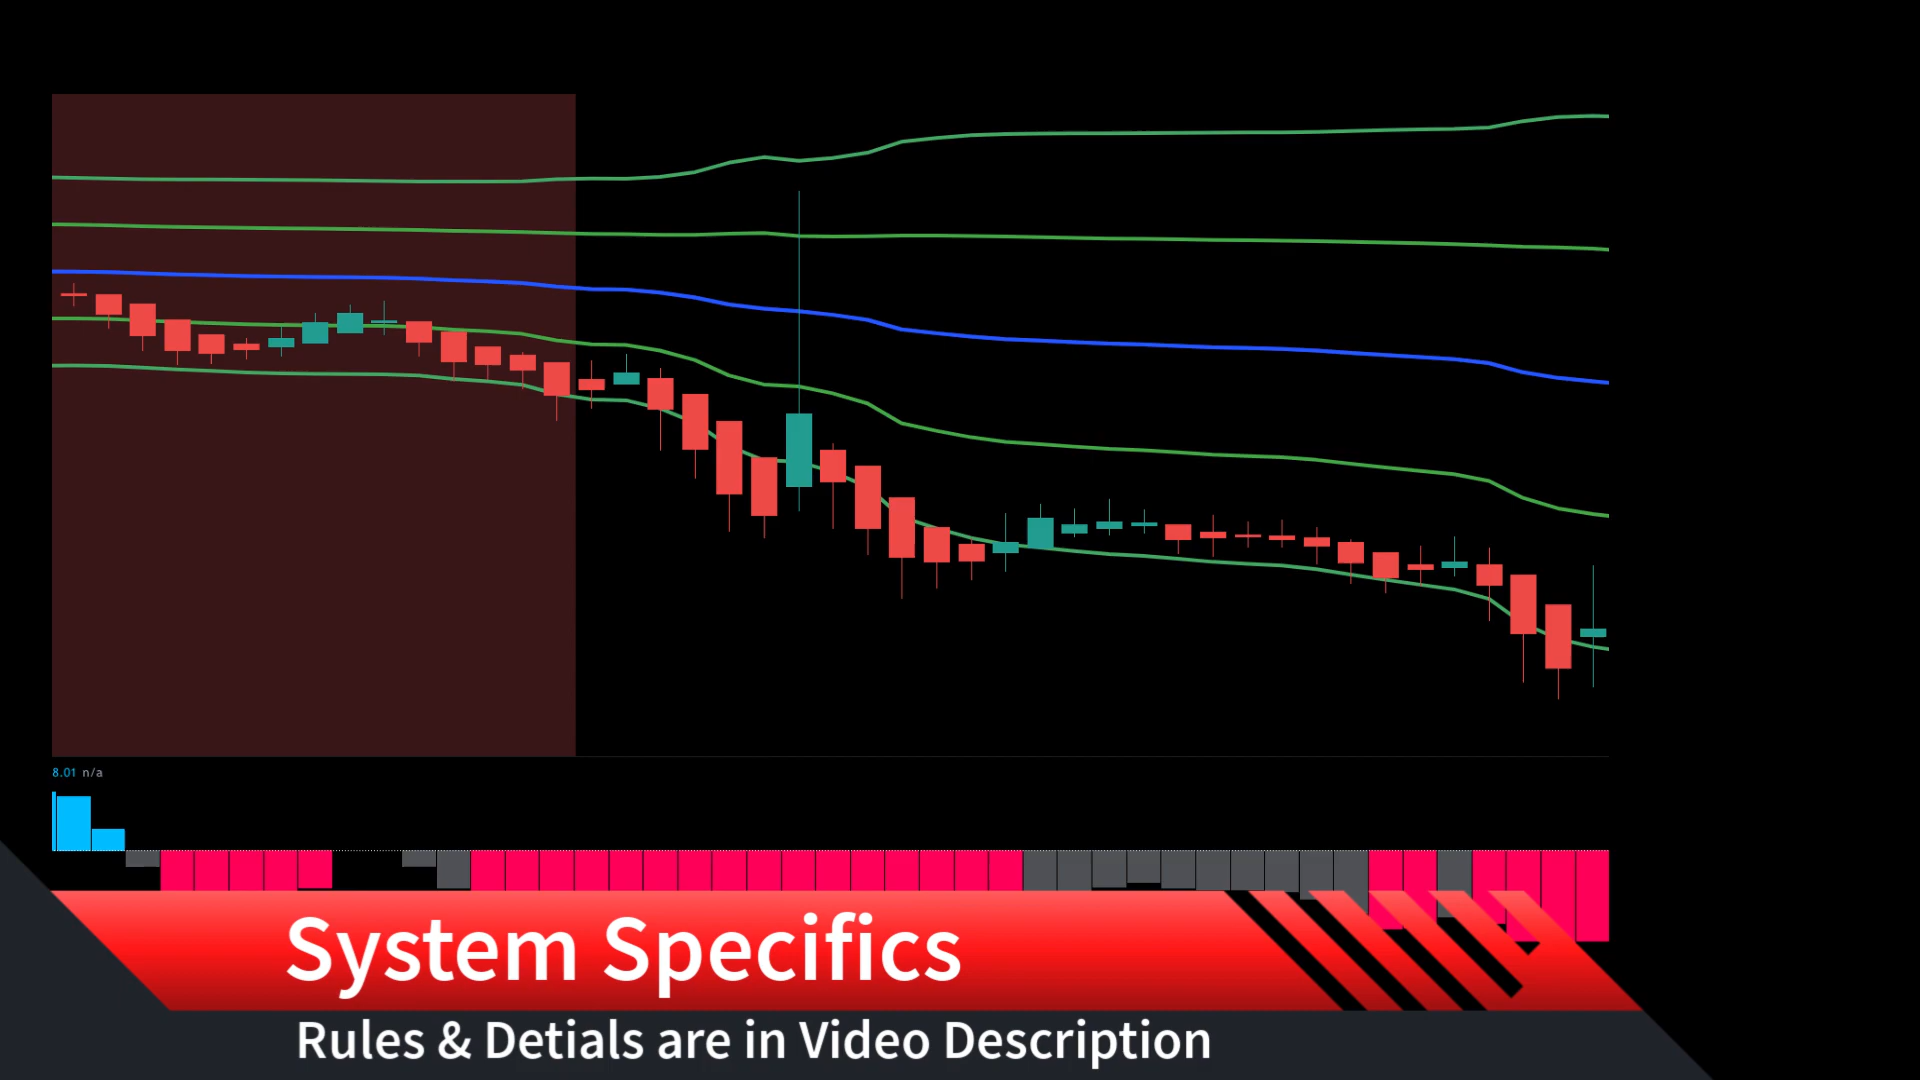 8.01 n/a
System Specifics
Rules & Detials are in Video Description